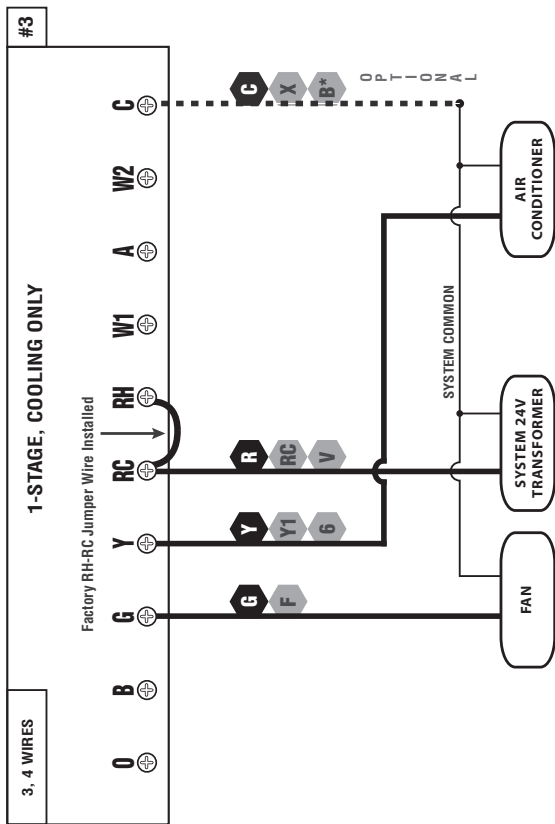 3, 4 WIRES
1-STAGE, COOLING ONLY
#3
Factory RH-RC Jumper Wire Installed
O B G Y RC RH W1 A W2 C
G Y R C
F Y1 RC X
6 V B*
OPTIONAL
SYSTEM COMMON
FAN
SYSTEM 24V
TRANSFORMER
AIR
CONDITIONER